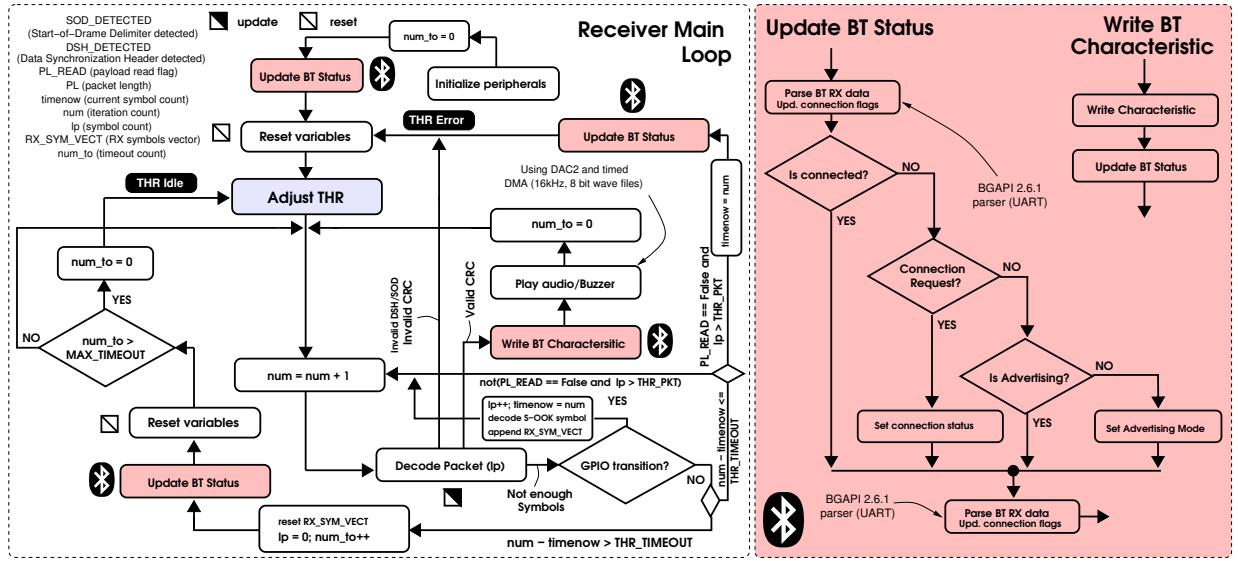 SOD_DETECTED
(Start-of-Drame Delimiter detected)
DSH_DETECTED
(Data Synchronization Header detected)
PL_READ (payload read flag)
PL (packet length)
timenow (current symbol count)
num (iteration count)
lp (symbol count)
RX_SYM_VECT (RX symbols vector)
num_to (timeout count)
update
reset
Receiver Main
Loop
num_to = 0
Initialize peripherals
Update BT Status
Reset variables
THR Error
Update BT Status
THR Idle
Adjust THR
Using DAC2 and timed
DMA (16kHz, 8 bit wave files)
timenow = num
num_to = 0
num_to = 0
Play audio/Buzzer
YES
Invalid DSH/SOD
Invalid CRC
Valid CRC
PL_READ == False and
lp > THR_PKT
NO
num_to >
MAX_TIMEOUT
Write BT Charactersitic
num = num + 1
not(PL_READ == False and lp > THR_PKT)
Reset variables
lp++; timenow = num
decode S-OOK symbol
append RX_SYM_VECT
YES
num - timenow <=
THR_TIMEOUT
Update BT Status
Decode Packet (lp)
GPIO transition?
NO
Not enough
Symbols
reset RX_SYM_VECT
lp = 0; num_to++
num - timenow > THR_TIMEOUT
Update BT Status
Write BT
Characteristic
Parse BT RX data
Upd. connection flags
Write Characteristic
Update BT Status
BGAPI 2.6.1
parser (UART)
Is connected?
NO
YES
Connection
Request?
NO
YES
Is Advertising?
NO
YES
Set connection status
Set Advertising Mode
BGAPI 2.6.1
parser (UART)
Parse BT RX data
Upd. connection flags